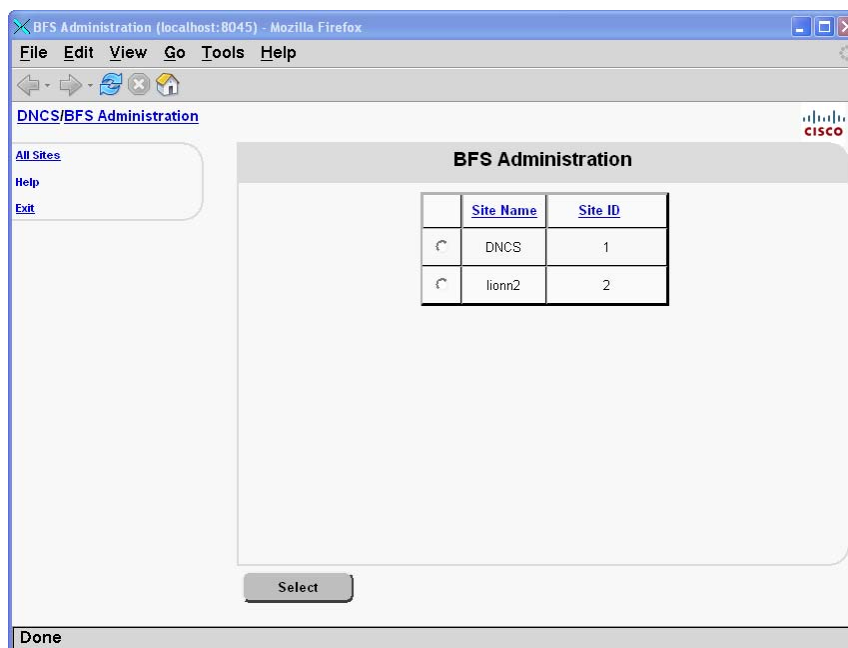 BFS Administration (localhost:8045) - Mozilla Firefox
File Edit View Go Tools Help
DNCS/BFS Administration
CISCO
All Sites
Help
Exit
BFS Administration
Site Name Site ID
DNCS 1
lionn2 2
Select
Done